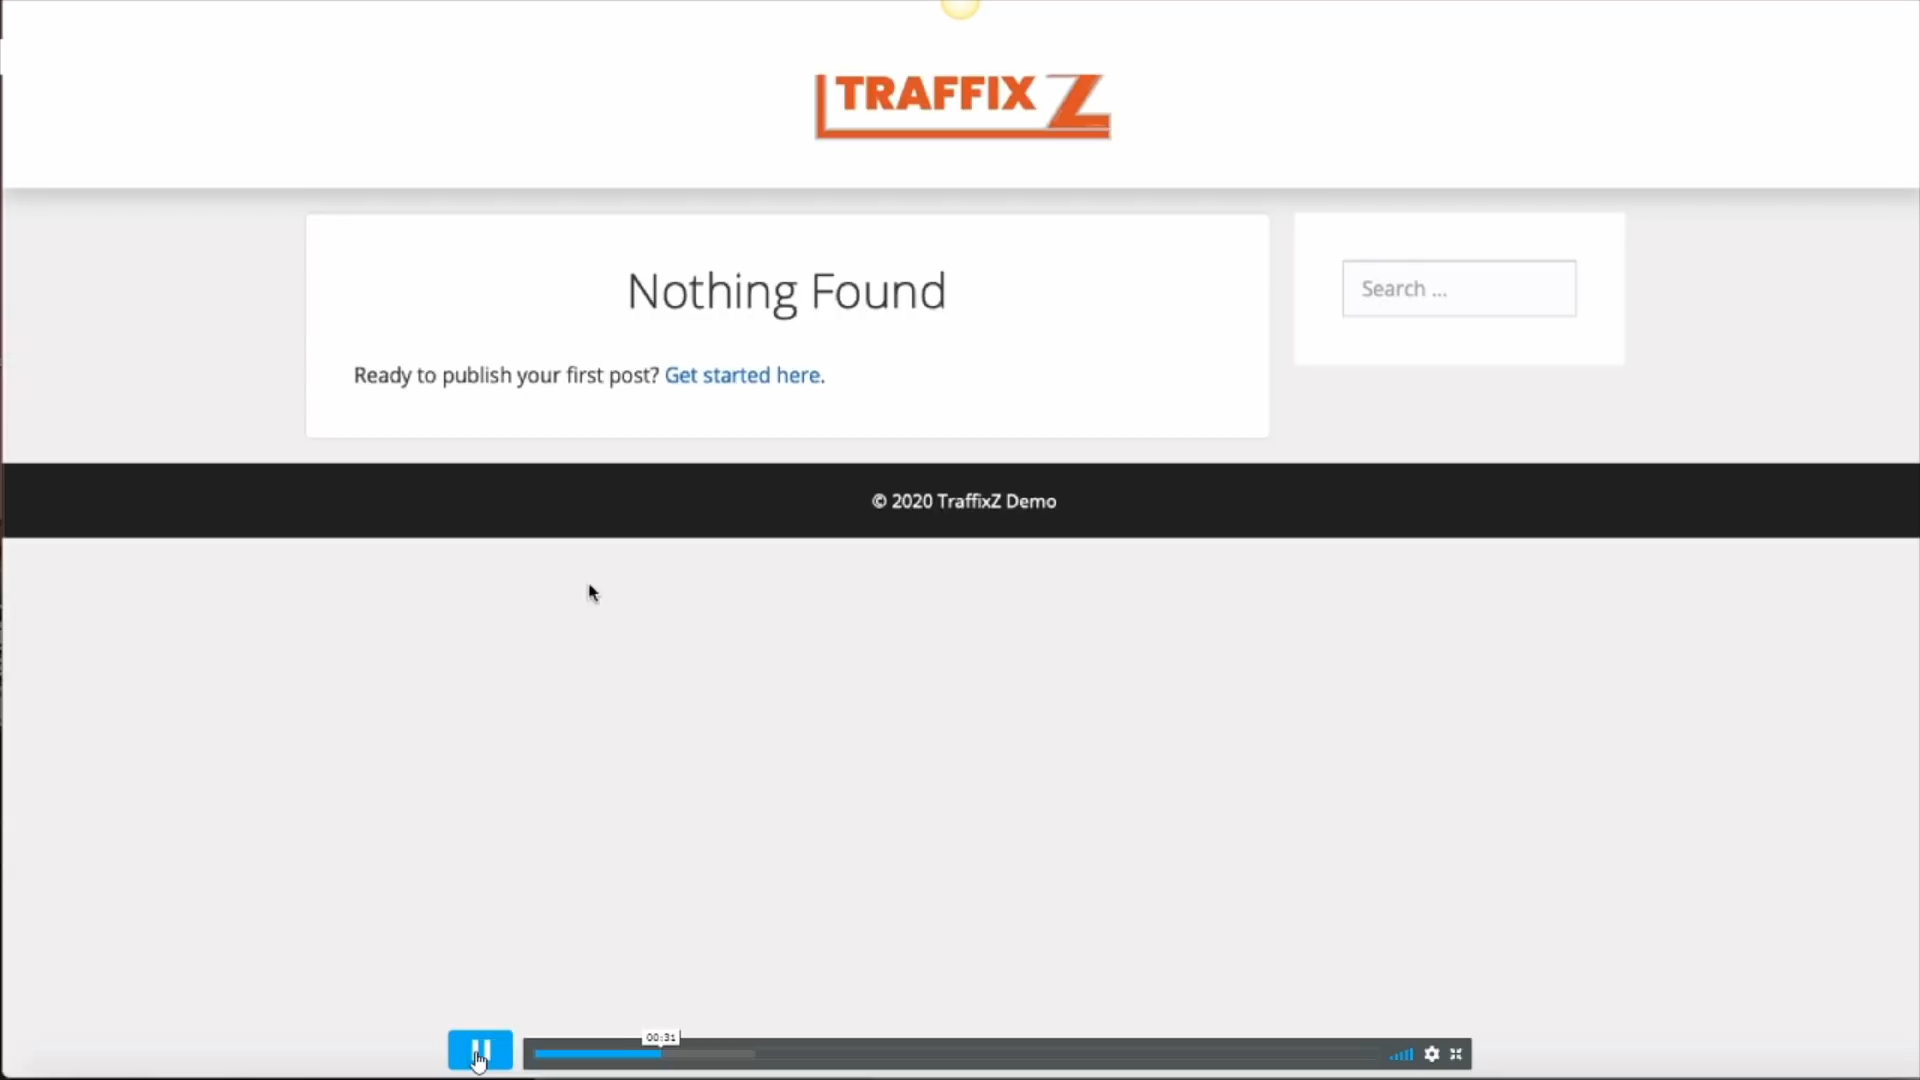 TRAFFIX Z
Nothing Found
Search ...
Ready to publish your first post? Get started here.
© 2020 TraffixZ Demo
00:31